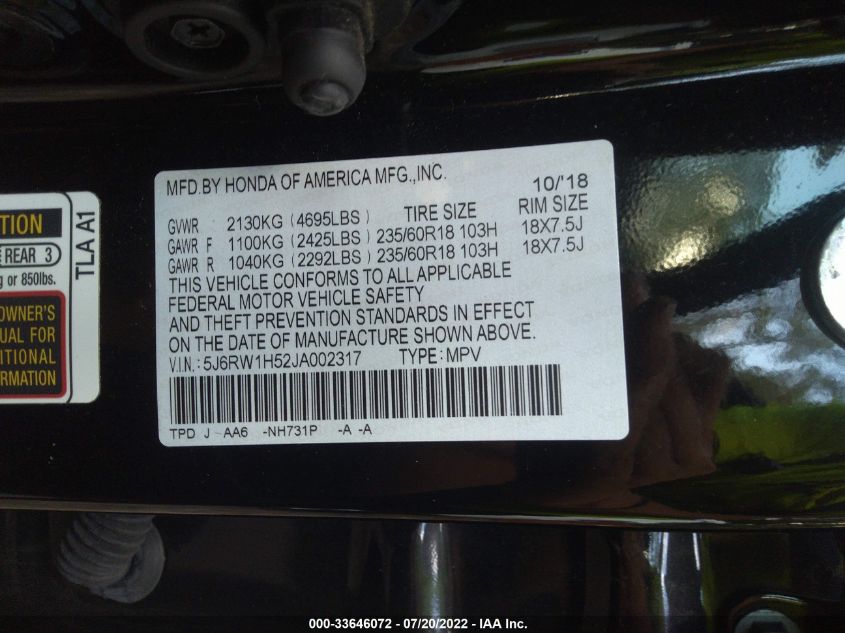 MFD.BY HONDA OF AMERICA MFG.,INC.
10/'18
GVWR 2130KG (4695LBS) TIRE SIZE RIM SIZE
GAWR F 1100KG (2425LBS) 235/60R18 103H 18X7.5J
GAWR R 1040KG (2292LBS) 235/60R18 103H 18X7.5J
THIS VEHICLE CONFORMS TO ALL APPLICABLE
FEDERAL MOTOR VEHICLE SAFETY
AND THEFT PREVENTION STANDARDS IN EFFECT
ON THE DATE OF MANUFACTURE SHOWN ABOVE.
V.I.N.: 5J6RW1H52JA002317 TYPE: MPV
TPD J AA6 -NH731P -A -A
TION
REAR 3
g or 850lbs.
OWNER'S
UAL FOR
ITIONAL
RMATION
TLA A1
000-33646072 - 07/20/2022 - IAA Inc.